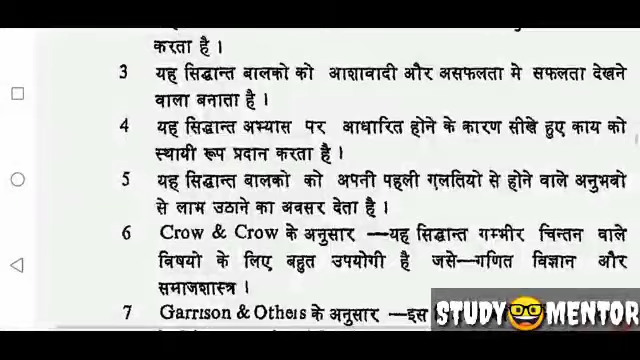 करता है ।
3 यह सिद्धान्त बालको को आशावादी और असफलता मे सफलता देखने
वाला बनाता है ।
4 यह सिद्धान्त अभ्यास पर आधारित होने के कारण सीखे हुए काय को
स्थायी रूप प्रदान करता है ।
5 यह सिद्धान्त बालको को अपनी पहली गलतियो से होने वाले अनुभवो
से लाभ उठाने का अवसर देता है ।
6 Crow & Crow के अनुसार —यह सिद्धान्त गम्भीर चिन्तन वाले
विषयो के लिए बहुत उपयोगी है जसे—गणित विज्ञान और
समाजशास्त्र ।
7 Garrison & Others के अनुसार —इस
STUDY MENTOR